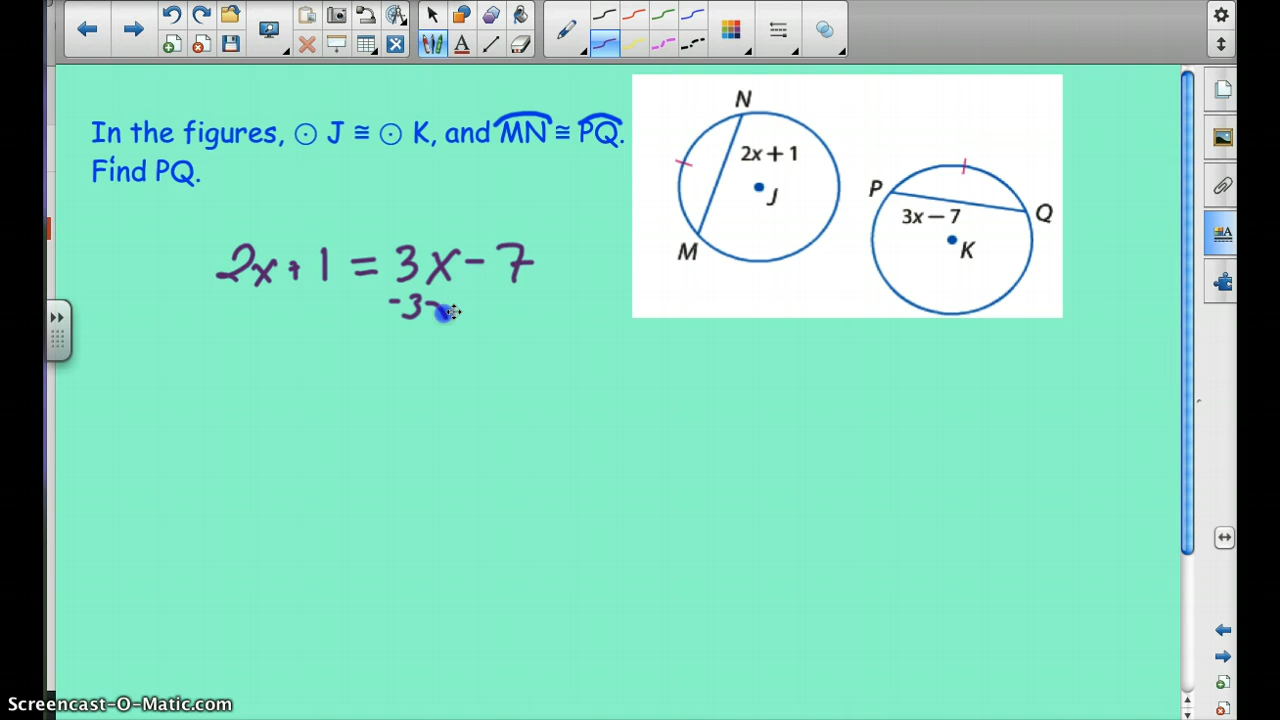 In the figures, ⊙ J ≅ ⊙ K, and MN ≅ PQ.
Find PQ.
2x + 1 = 3x - 7
-3x
N
2x + 1
J
M
P
Q
3x – 7
K
Screencast-O-Matic.com